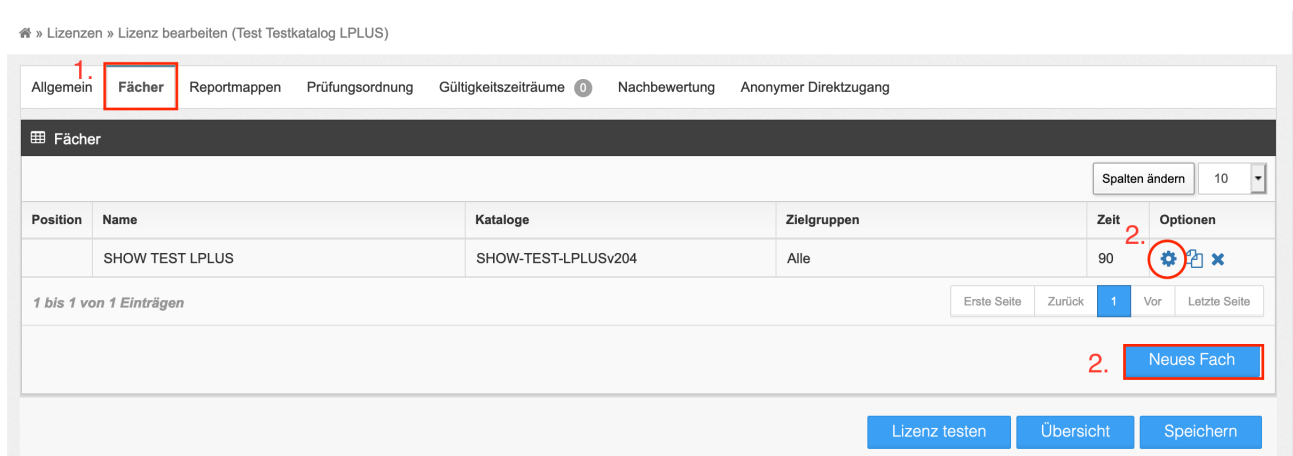 » Lizenzen » Lizenz bearbeiten (Test Testkatalog LPLUS)
1.
Allgemein Fächer Reportmappen Prüfungsordnung Gültigkeitszeiträume 0 Nachbewertung Anonymer Direktzugang
Fächer
Spalten ändern 10
Position Name Kataloge Zielgruppen Zeit Optionen
2.
SHOW TEST LPLUS SHOW-TEST-LPLUSv204 Alle 90
1 bis 1 von 1 Einträgen Erste Seite Zurück 1 Vor Letzte Seite
2. Neues Fach
Lizenz testen Übersicht Speichern